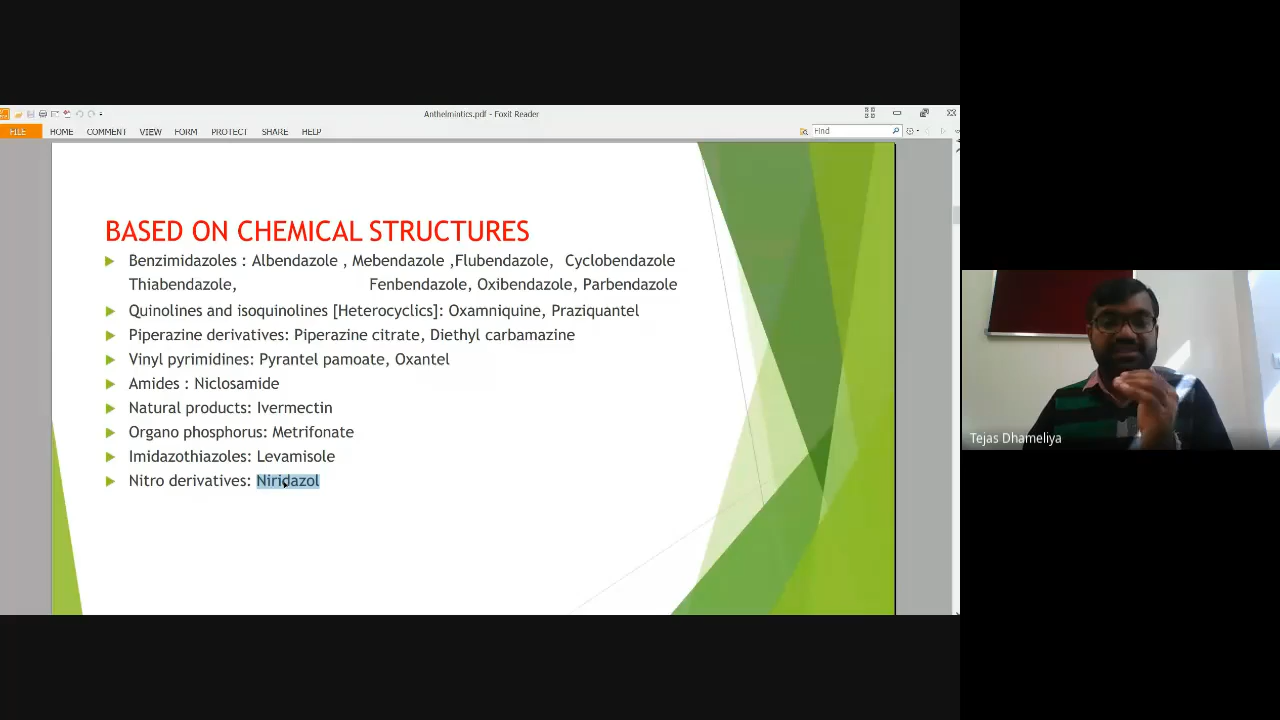 Anthelmintics.pdf - Foxit Reader
FILE HOME COMMENT VIEW FORM PROTECT SHARE HELP Find
BASED ON CHEMICAL STRUCTURES
Benzimidazoles : Albendazole , Mebendazole ,Flubendazole, Cyclobendazole
Thiabendazole, Fenbendazole, Oxibendazole, Parbendazole
Quinolines and isoquinolines [Heterocyclics]: Oxamniquine, Praziquantel
Piperazine derivatives: Piperazine citrate, Diethyl carbamazine
Vinyl pyrimidines: Pyrantel pamoate, Oxantel
Amides : Niclosamide
Natural products: Ivermectin
Organo phosphorus: Metrifonate
Imidazothiazoles: Levamisole
Nitro derivatives: Niridazol
Tejas Dhameliya